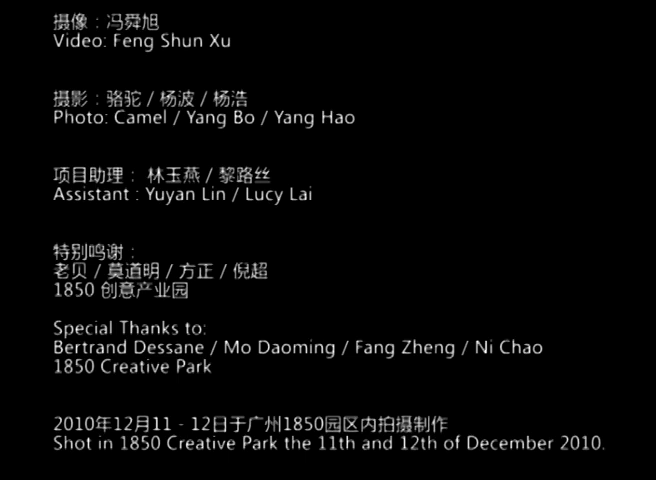 摄像：冯舜旭
Video: Feng Shun Xu
摄影：骆驼 / 杨波 / 杨浩
Photo: Camel / Yang Bo / Yang Hao
项目助理： 林玉燕 / 黎路丝
Assistant : Yuyan Lin / Lucy Lai
特别鸣谢：
老贝 / 莫道明 / 方正 / 倪超
1850 创意产业园
Special Thanks to:
Bertrand Dessane / Mo Daoming / Fang Zheng / Ni Chao
1850 Creative Park
2010年12月11 - 12日于广州1850园区内拍摄制作
Shot in 1850 Creative Park the 11th and 12th of December 2010.